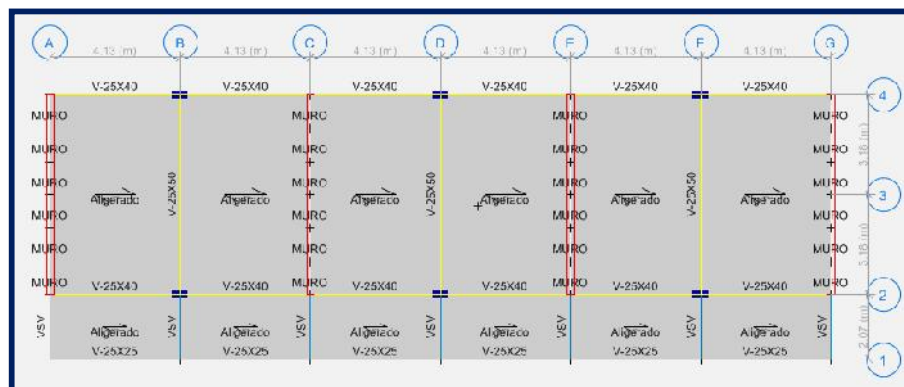 A B C D E F G
4.13 (m) 4.13 (m) 4.13 (m) 4.13 (m) 4.13 (m) 4.13 (m)
V-25X40 V-25X40 V-25X40 V-25X40 V-25X40 V-25X40
4
MURO MURO MURO MURO
MURO MURO MURO MURO
3.16 (m)
MURO MURO MURO MURO
V-25X50 V-25X50 V-25X50
Aligerado Aligerado Aligerado Aligerado Aligerado Aligerado
3
MURO MURO MURO MURO
MURO MURO MURO MURO
3.16 (m)
MURO MURO MURO MURO
V-25X40 V-25X40 V-25X40 V-25X40 V-25X40 V-25X40
2
VSV VSV VSV VSV VSV VSV VSV
Aligerado Aligerado Aligerado Aligerado Aligerado Aligerado
2.07 (m)
V-25X25 V-25X25 V-25X25 V-25X25 V-25X25 V-25X25
1